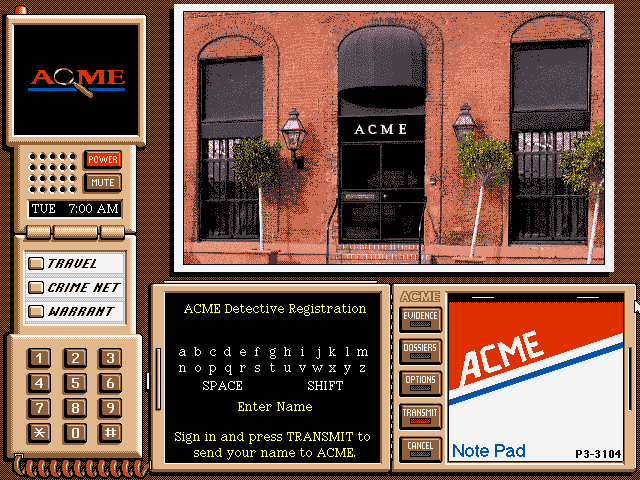 ACME
POWER
MUTE
TUE 7:00 AM
TRAVEL
CRIME NET
WARRANT
1 2 3
4 5 6
7 8 9
* 0 #
ACME
ACME Detective Registration
a b c d e f g h i j k l m
n o p q r s t u v w x y z
SPACE SHIFT
Enter Name
Sign in and press TRANSMIT to
send your name to ACME.
ACME
EVIDENCE
DOSSIERS
OPTIONS
TRANSMIT
CANCEL
ACME
Note Pad
P3-3104